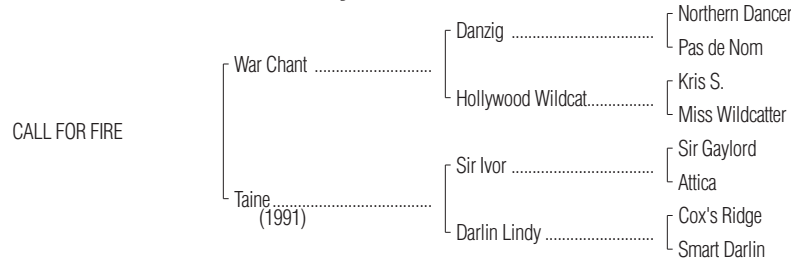 Northern Dancer
Danzig ..................................
Pas de Nom
War Chant ............................
Kris S.
Hollywood Wildcat................
Miss Wildcatter
CALL FOR FIRE
Sir Gaylord
Sir Ivor ..................................
Attica
Taine......................................
(1991)
Cox's Ridge
Darlin Lindy ..........................
Smart Darlin